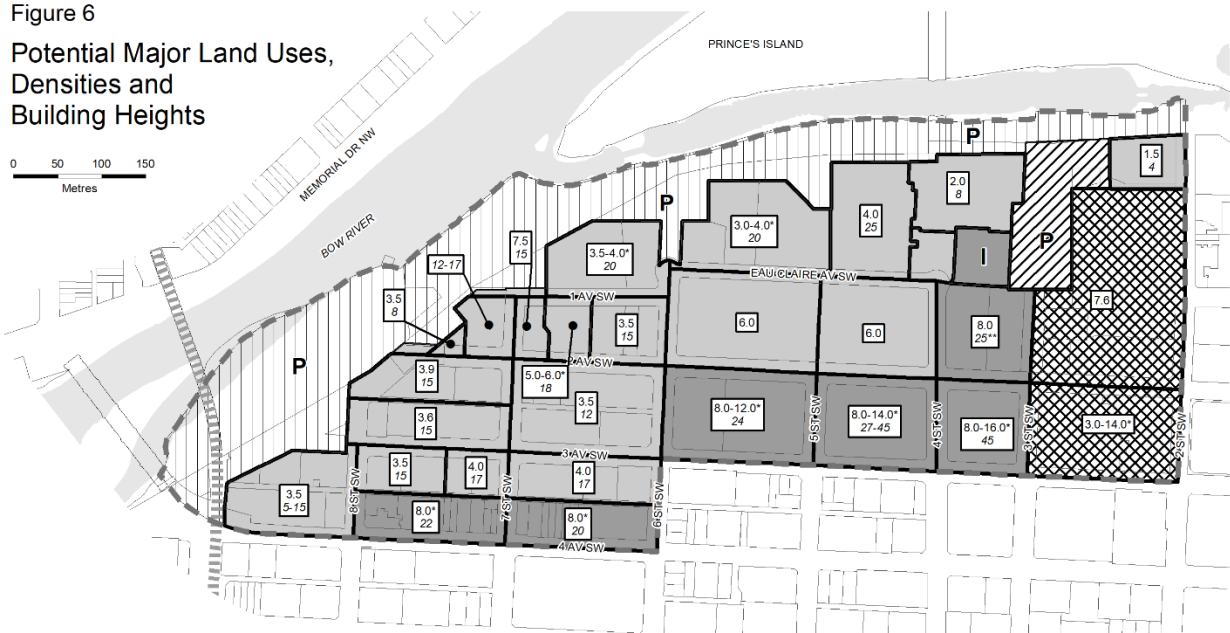 Figure 6
Potential Major Land Uses,
Densities and
Building Heights
0 50 100 150
Metres
PRINCE'S ISLAND
MEMORIAL DR NW
BOW RIVER
P
1.5
4
2.0
8
4.0
25
P
3.0-4.0*
20
7.5
15
3.5-4.0*
20
P
I
12-17
EAU CLAIRE AV SW
3.5
8
1 AV SW
7.6
6.0
6.0
8.0
25**
3.5
15
P
2 AV SW
3.9
15
5.0-6.0*
18
3.5
12
8.0-12.0*
24
5 ST SW
8.0-14.0*
27-45
4 ST SW
8.0-16.0*
45
3 ST SW
3.0-14.0*
2 ST SW
3.6
15
3 AV SW
3.5
15
4.0
17
4.0
17
3.5
5-15
8 ST SW
7 ST SW
6 ST SW
8.0*
22
8.0*
20
4 AV SW